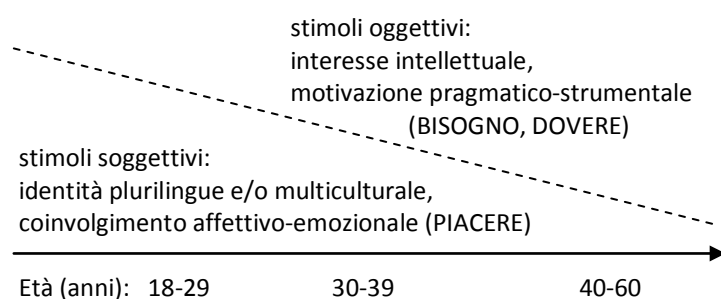 stimoli oggettivi:
interesse intellettuale,
motivazione pragmatico-strumentale
(BISOGNO, DOVERE)
stimoli soggettivi:
identità plurilingue e/o multiculturale,
coinvolgimento affettivo-emozionale (PIACERE)
Età (anni): 18-29 30-39 40-60